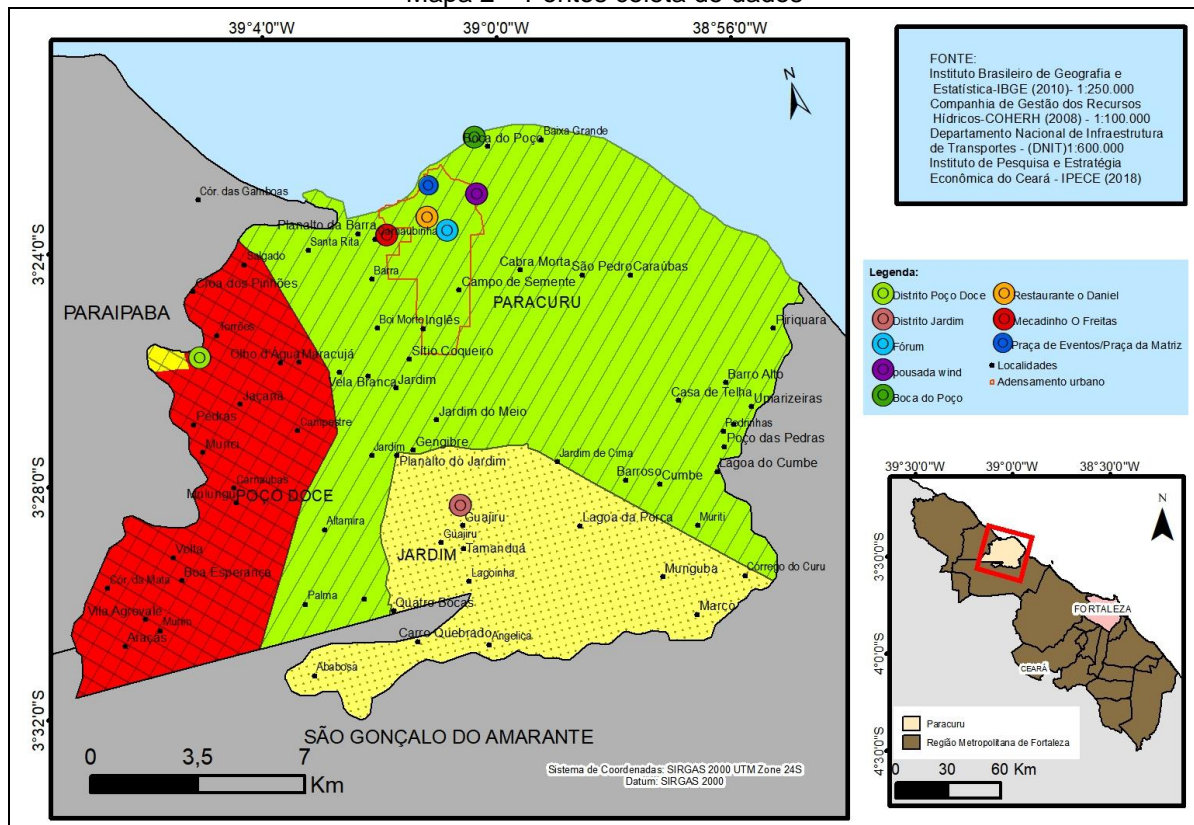 Mapa 2 – Pontos coleta de dados
39°4'0"W
39°0'0"W
38°56'0"W
3°24'0"S
3°28'0"S
3°32'0"S
N
Boca do Poço
Baixa Grande
Cór. das Gamboas
Planalto da Barra
Santa Rita
Salgado
Croa dos Pinhões
Barra
Cabra Morta
São Pedro
Caraúbas
Campo de Semente
PARACURU
PARAIPABA
Boi Morto
Inglês
Piriquara
Torrões
Olho d'Agua
Maracujá
Sítio Coqueiro
Vela Branca
Jardim
Barro Alto
Casa de Telha
Umarizeiras
Jaçanã
Jardim do Meio
Pedras
Campestre
Pedrinhas
Poço das Pedras
Murici
Gengibre
Jardim
Planalto do Jardim
Jardim de Cima
Lagoa do Cumbe
Barroso
Cumbe
Carnaubas
Mulungu
POÇO DOCE
Altamira
Guajiru
Lagoa da Porca
Muriti
Guajiru
JARDIM
Tamanduá
Volta
Boa Esperança
Cór. da Mata
Lagoinha
Munguba
Córrego do Curu
Palma
Quatro Bocas
Março
Vila Agrovale
Araçás
Carro Quebrado
Angelica
Ababosa
SÃO GONÇALO DO AMARANTE
0 3,5 7
Km
Sistema de Coordenadas: SIRGAS 2000 UTM Zone 24S
Datum: SIRGAS 2000
FONTE:
Instituto Brasileiro de Geografia e
Estatística-IBGE (2010)- 1:250.000
Companhia de Gestão dos Recursos
Hídricos-COHERH (2008) - 1:100.000
Departamento Nacional de Infraestrutura
de Transportes - (DNIT)1:600.000
Instituto de Pesquisa e Estratégia
Econômica do Ceará - IPECE (2018)
Legenda:
Distrito Poço Doce
Restaurante o Daniel
Distrito Jardim
Mecadinho O Freitas
Fórum
Praça de Eventos/Praça da Matriz
pousada wind
Localidades
Adensamento urbano
Boca do Poço
39°30'0"W
39°0'0"W
38°30'0"W
3°30'0"S
4°0'0"S
4°30'0"S
N
FORTALEZA
CEARÁ
Paracuru
Região Metropolitana de Fortaleza
0 30 60 Km